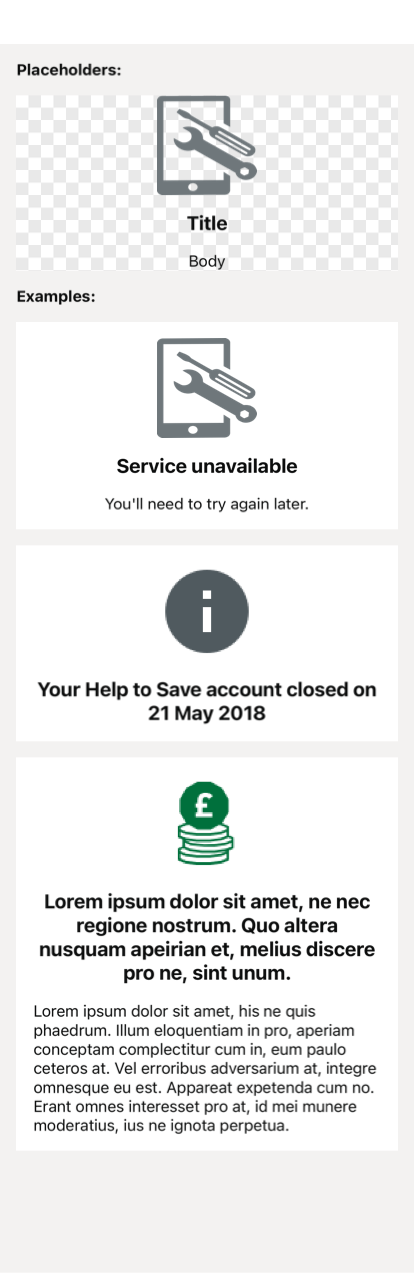 Placeholders:
Title
Body
Examples:
Service unavailable
You'll need to try again later.
Your Help to Save account closed on
21 May 2018
£
Lorem ipsum dolor sit amet, ne nec
regione nostrum. Quo altera
nusquam apeirian et, melius discere
pro ne, sint unum.
Lorem ipsum dolor sit amet, his ne quis
phaedrum. Illum eloquentiam in pro, aperiam
conceptam complectitur cum in, eum paulo
ceteros at. Vel erroribus adversarium at, integre
omnesque eu est. Appareat expetenda cum no.
Erant omnes interesset pro at, id mei munere
moderatius, ius ne ignota perpetua.